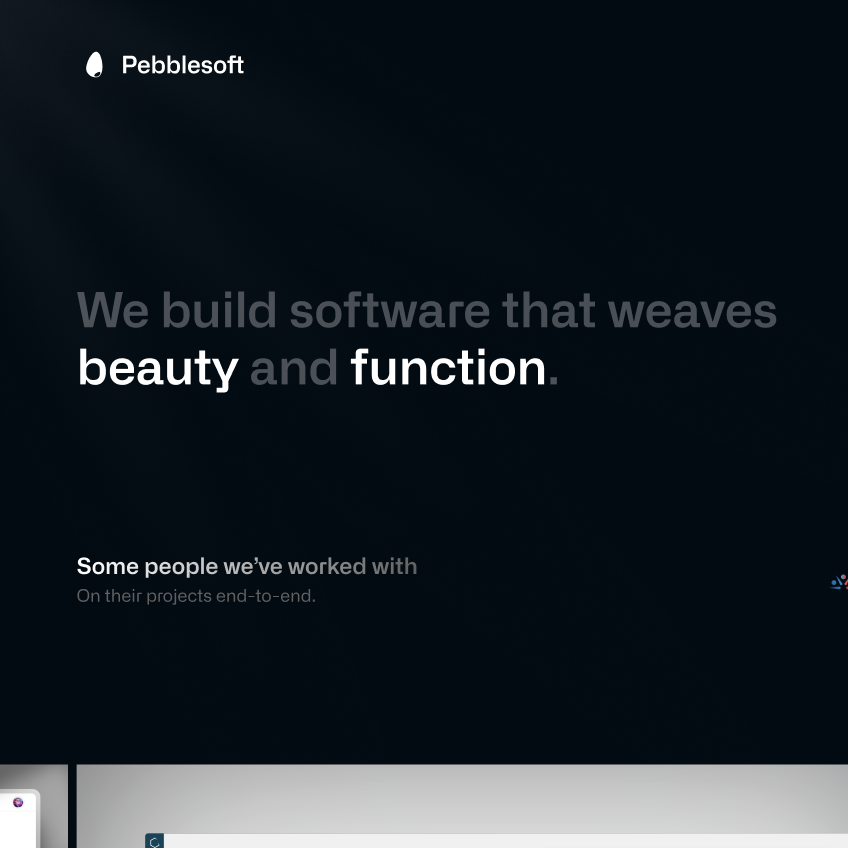 Pebblesoft
We build software that weaves
beauty and function.
Some people we’ve worked with
On their projects end-to-end.